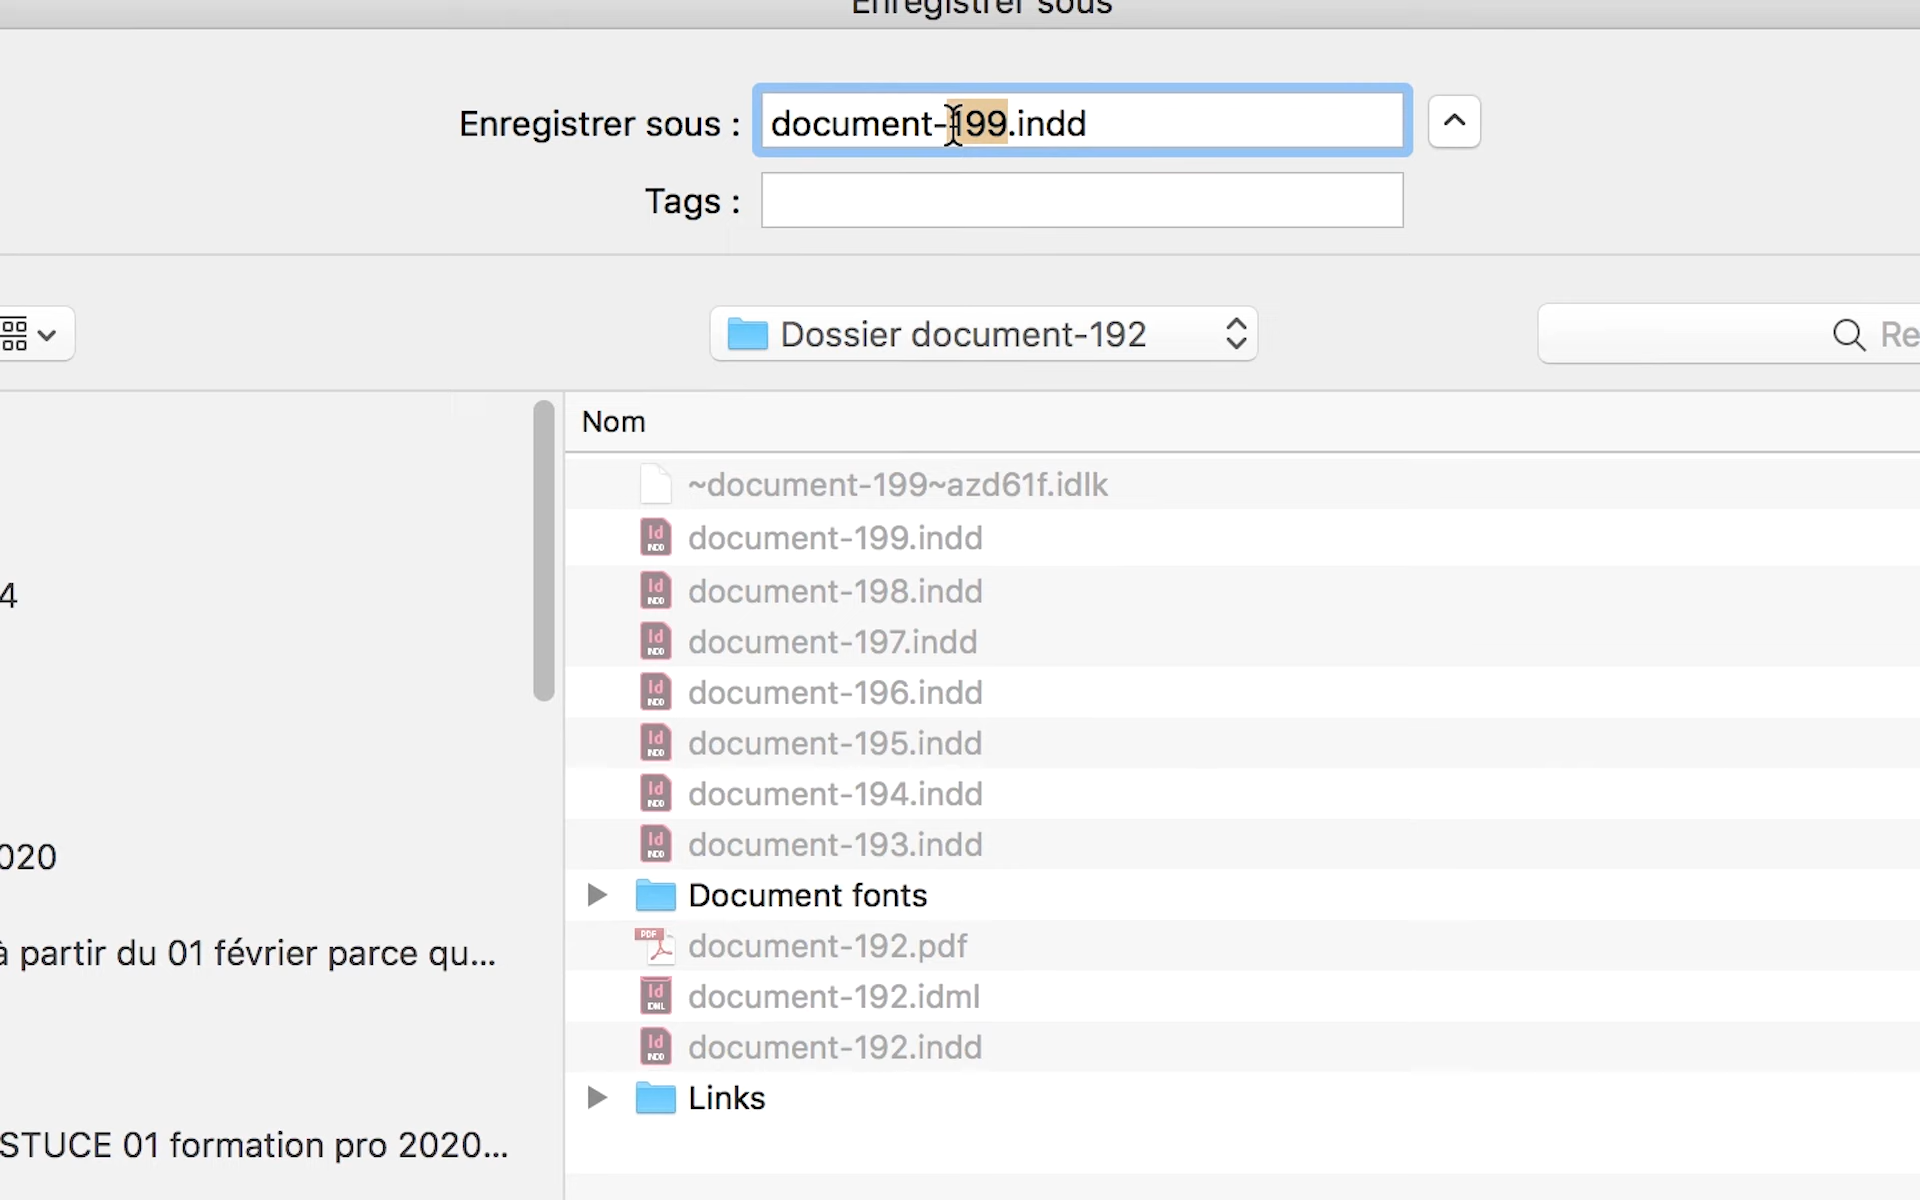 Enregistrer sous
Enregistrer sous : document-199.indd
Tags :
Dossier document-192
Re
Nom
~document-199~azd61f.idlk
document-199.indd
document-198.indd
4
document-197.indd
document-196.indd
document-195.indd
document-194.indd
document-193.indd
020
Document fonts
document-192.pdf
à partir du 01 février parce qu...
document-192.idml
document-192.indd
Links
STUCE 01 formation pro 2020...